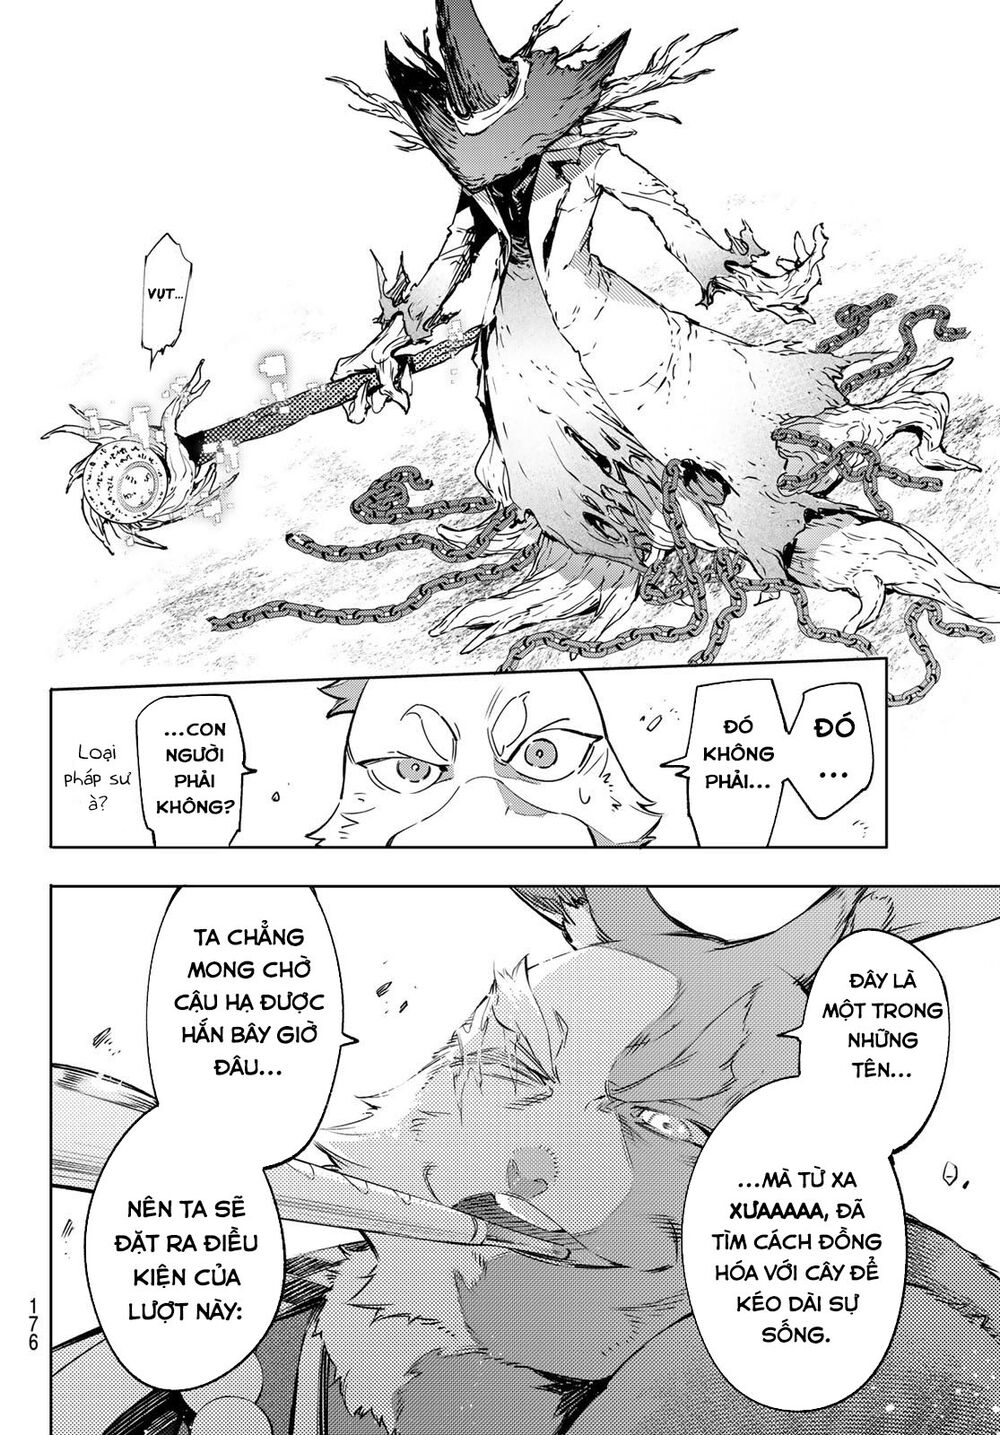 VỤT...
ĐÓ
...
ĐÓ
KHÔNG
PHẢI...
...CON
NGƯỜI
PHẢI
KHÔNG?
Loại
pháp sư
à?
ĐÂY LÀ
MỘT TRONG
NHỮNG
TÊN...
...MÀ TỪ XA
XƯAAAAA, ĐÃ
TÌM CÁCH ĐỒNG
HÓA VỚI CÂY ĐỂ
KÉO DÀI SỰ
SỐNG.
TA CHẲNG
MONG CHỜ
CẬU HẠ ĐƯỢC
HẮN BÂY GIỜ
ĐÂU...
NÊN TA SẼ
ĐẶT RA ĐIỀU
KIỆN CỦA
LƯỢT NÀY:
176